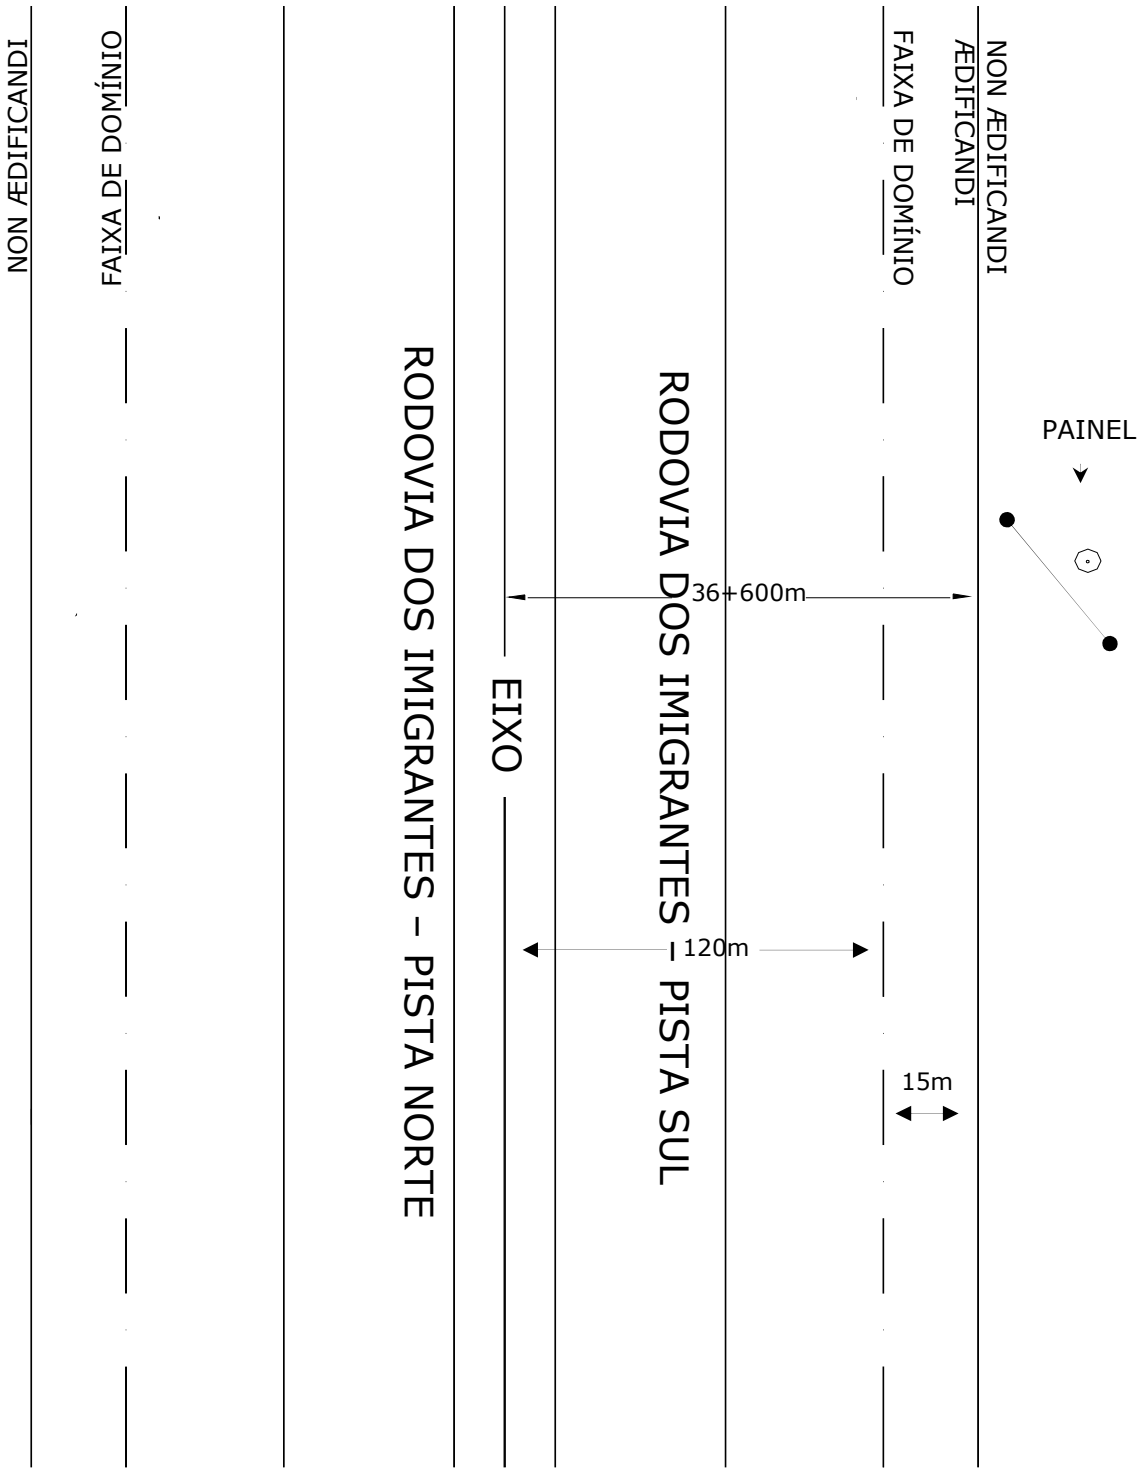 NON ÆDIFICANDI
FAIXA DE DOMÍNIO
FAIXA DE DOMÍNIO
ÆDIFICANDI
NON ÆDIFICANDI
RODOVIA DOS IMIGRANTES – PISTA NORTE
RODOVIA DOS IMIGRANTES – PISTA SUL
PAINEL
36+600m
EIXO
120m
15m